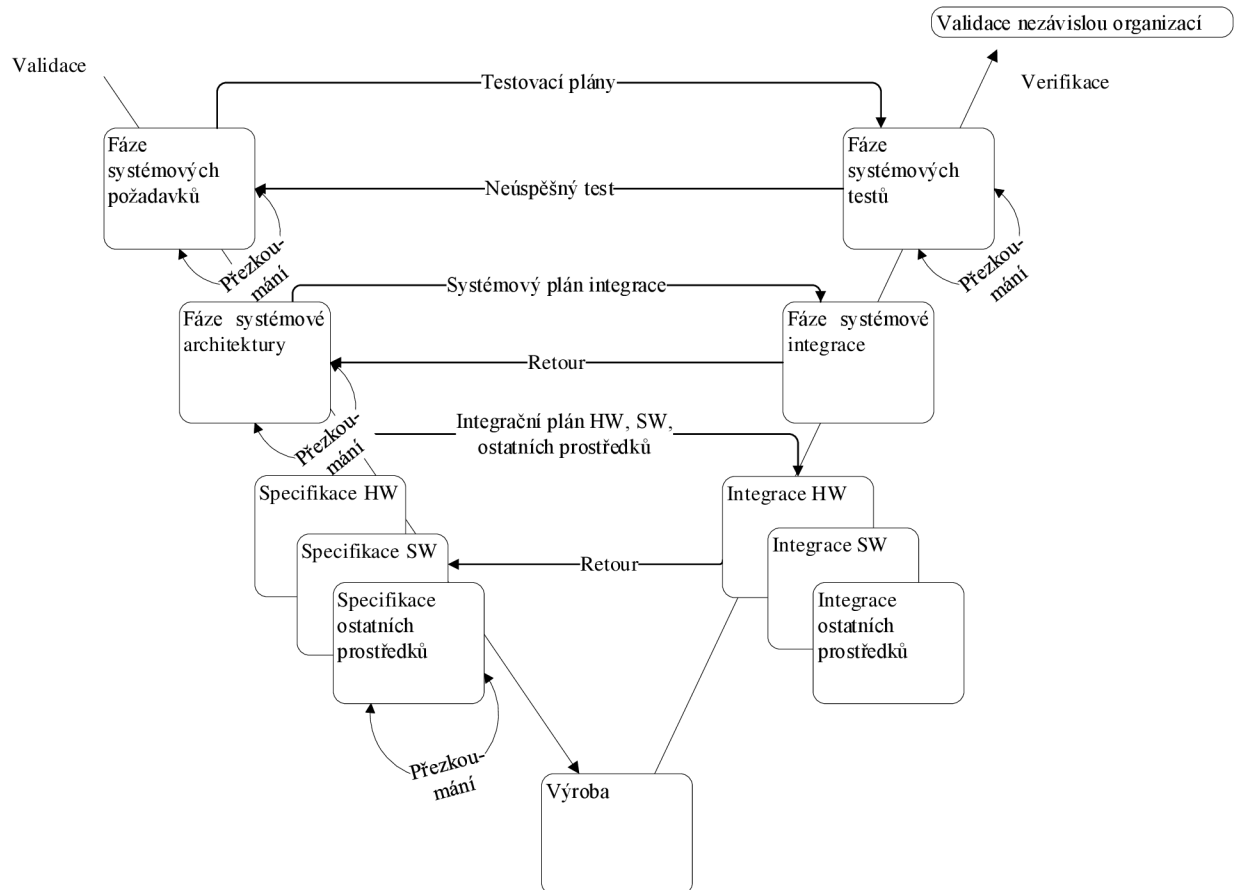 Validace nezávislou organizací
Validace
Verifikace
Testovací plány
Fáze
systémových
požadavků
Fáze
systémových
testů
Neúspěšný test
Přezkou-
mání
Přezkou-
mání
Systémový plán integrace
Fáze systémové
architektury
Fáze systémové
integrace
Retour
Přezkou-
mání
Integrační plán HW, SW,
ostatních prostředků
Specifikace HW
Integrace HW
Specifikace SW
Integrace SW
Retour
Specifikace
ostatních
prostředků
Integrace
ostatních
prostředků
Přezkou-
mání
Výroba